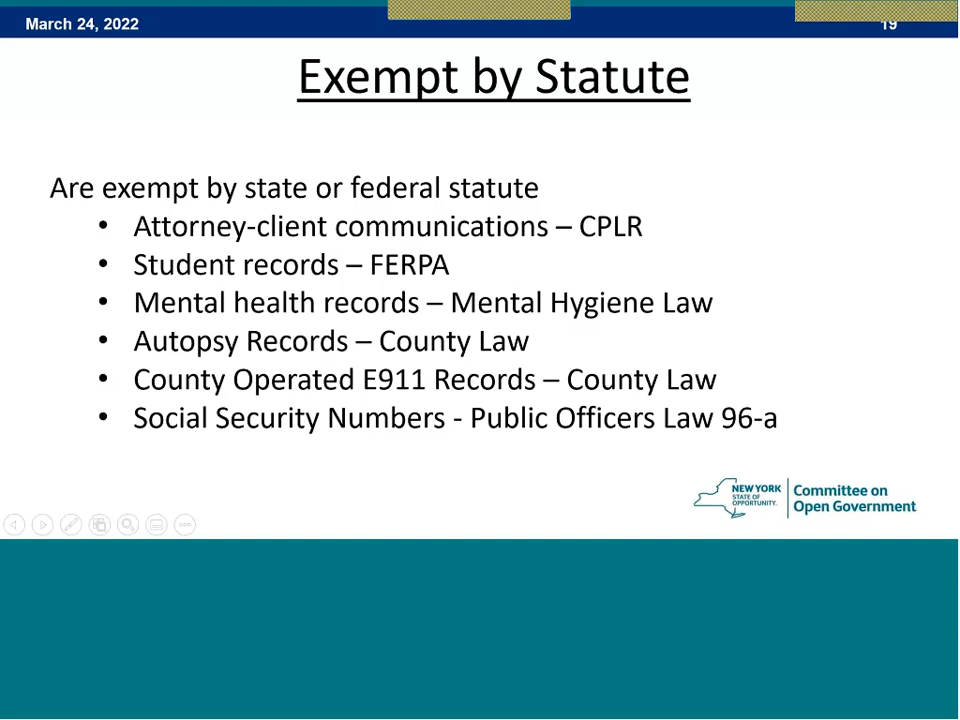 March 24, 2022
19
Exempt by Statute
Are exempt by state or federal statute
• Attorney-client communications – CPLR
• Student records – FERPA
• Mental health records – Mental Hygiene Law
• Autopsy Records – County Law
• County Operated E911 Records – County Law
• Social Security Numbers - Public Officers Law 96-a
NEW YORK
STATE OF
OPPORTUNITY.
Committee on
Open Government